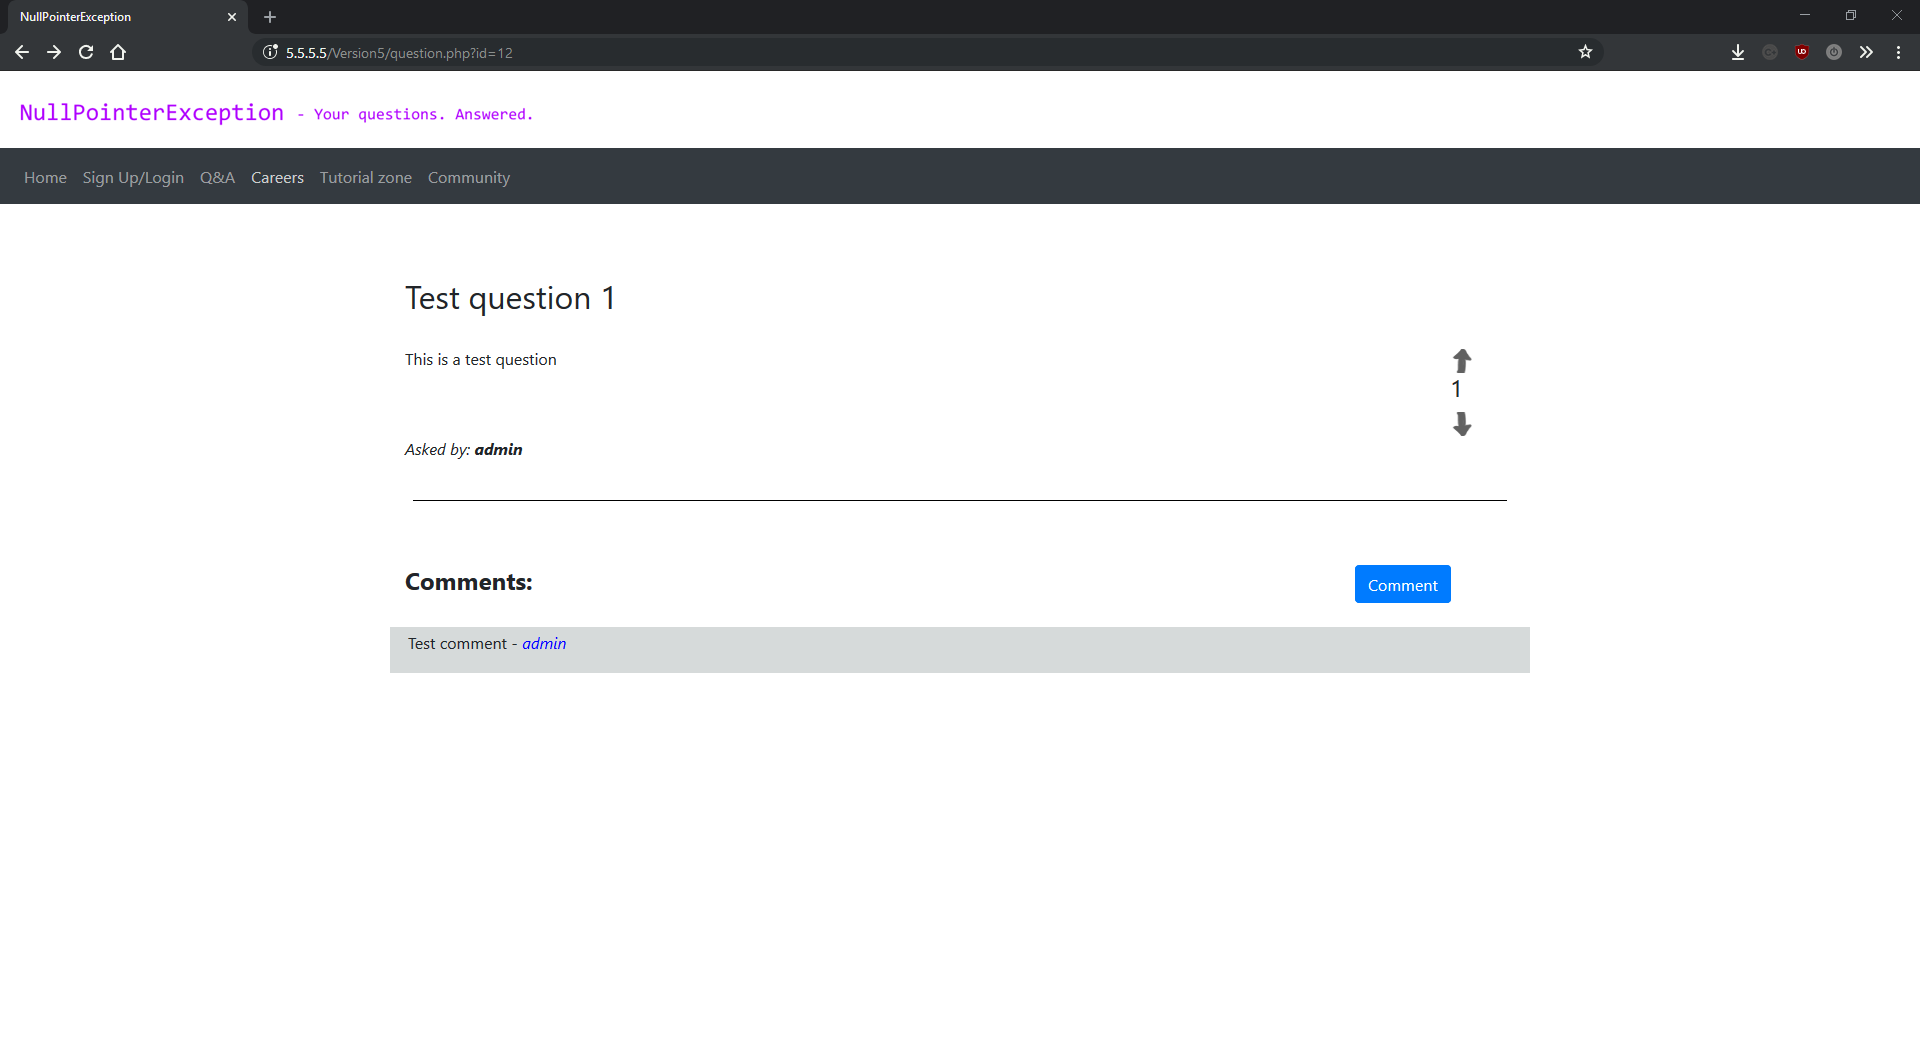 NullPointerException
5.5.5.5/Version5/question.php?id=12
NullPointerException - Your questions. Answered.
Home Sign Up/Login Q&A Careers Tutorial zone Community
Test question 1
This is a test question
1
Asked by: admin
Comments:
Comment
Test comment - admin